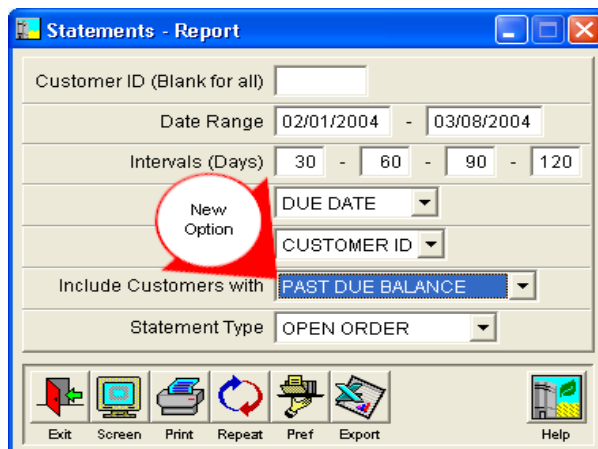 Statements - Report
Customer ID (Blank for all)
Date Range 02/01/2004 - 03/08/2004
Intervals (Days) 30 - 60 - 90 - 120
New
Option
DUE DATE
CUSTOMER ID
Include Customers with PAST DUE BALANCE
Statement Type OPEN ORDER
Exit Screen Print Repeat Pref Export Help